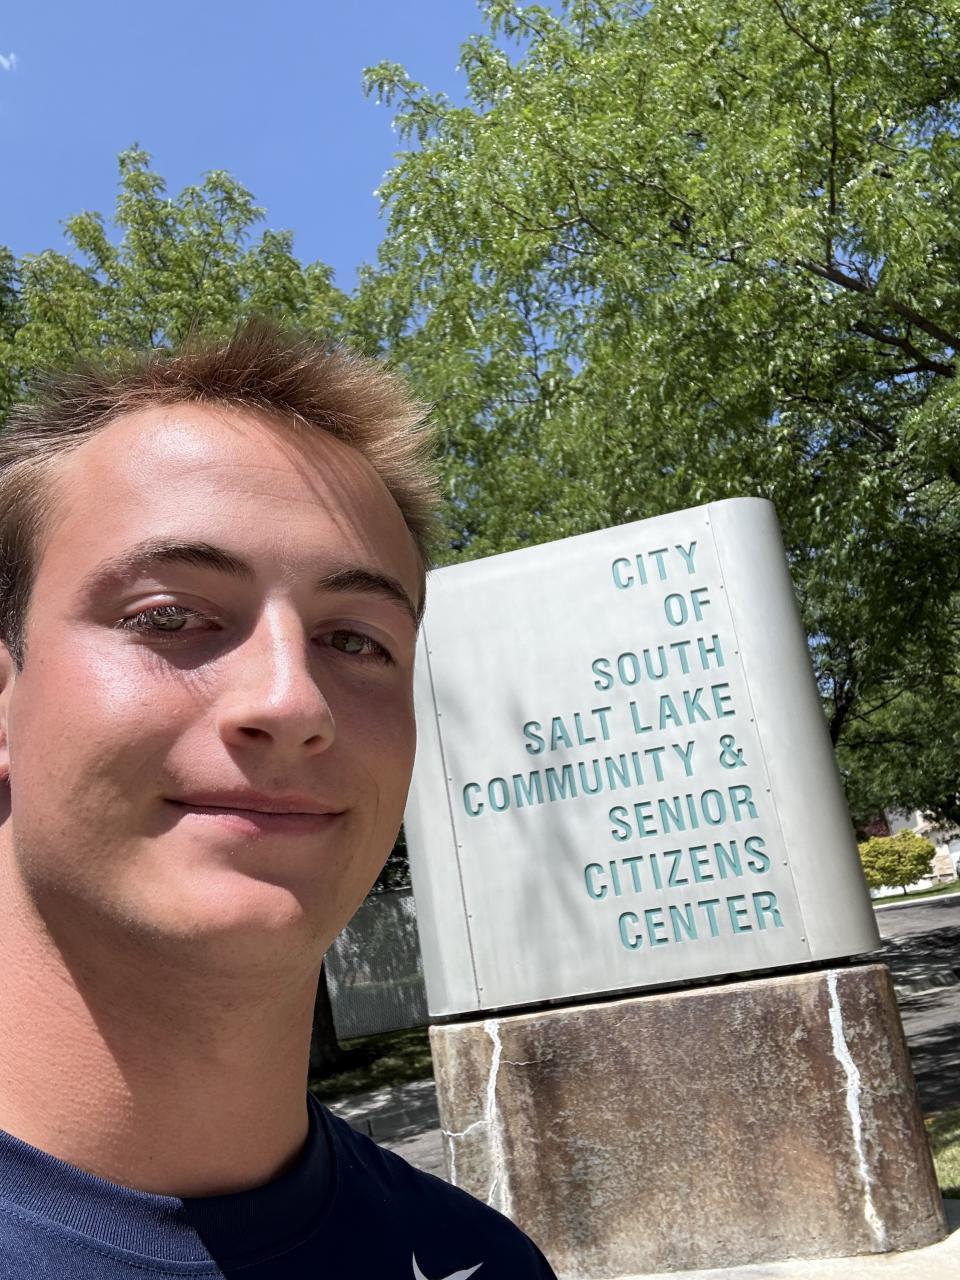 CITY
OF
SOUTH
SALT LAKE
COMMUNITY &
SENIOR
CITIZENS
CENTER